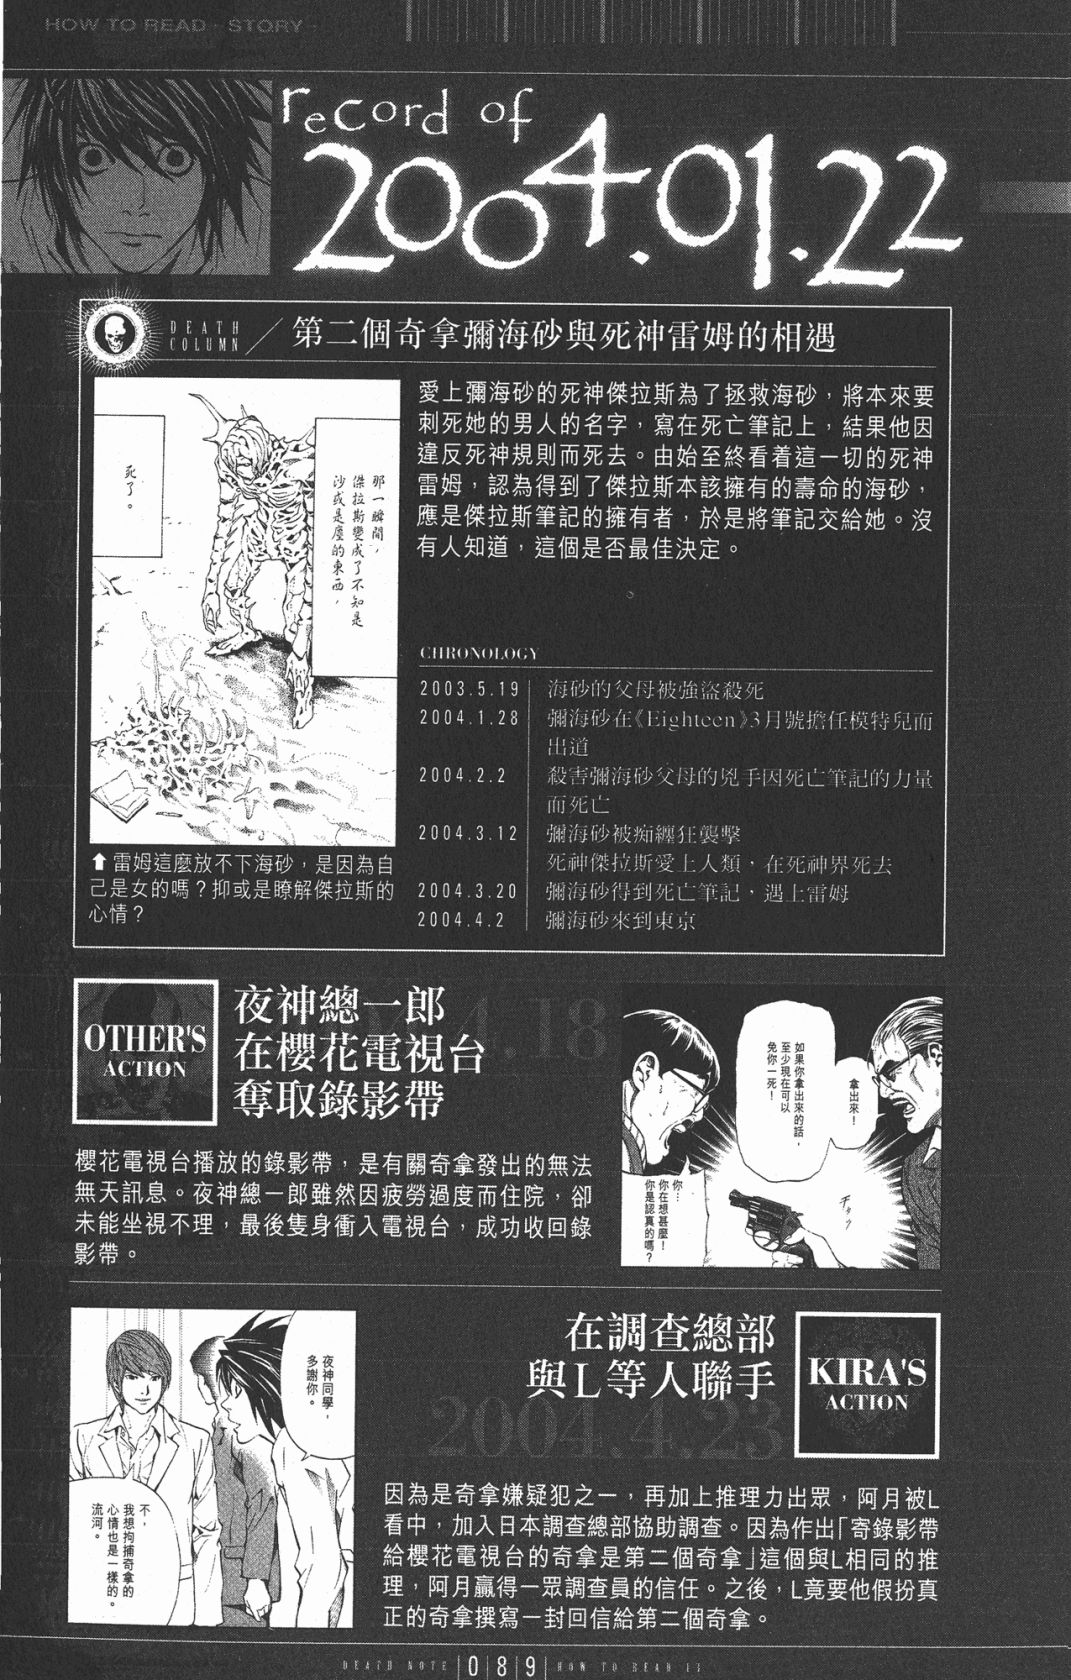 HOW TO READ - STORY -
record of
2004.01.22
DEATH
COLUMN
第二個奇拿彌海砂與死神雷姆的相遇
愛上彌海砂的死神傑拉斯為了拯救海砂，將本來要
刺死她的男人的名字，寫在死亡筆記上，結果他因
違反死神規則而死去。由始至終看着這一切的死神
雷姆，認為得到了傑拉斯本該擁有的壽命的海砂，
應是傑拉斯筆記的擁有者，於是將筆記交給她。沒
有人知道，這個是否最佳決定。
那一瞬間，
傑拉斯變成了不知是
沙或是塵的東西，
死了。
⬆雷姆這麼放不下海砂，是因為自
己是女的嗎？抑或是瞭解傑拉斯的
心情？
CHRONOLOGY
2003.5.19 海砂的父母被強盜殺死
2004.1.28 彌海砂在《Eighteen》3月號擔任模特兒而
出道
2004.2.2 殺害彌海砂父母的兇手因死亡筆記的力量
而死亡
2004.3.12 彌海砂被痴纏狂襲擊
死神傑拉斯愛上人類，在死神界死去
2004.3.20 彌海砂得到死亡筆記，遇上雷姆
2004.4.2 彌海砂來到東京
OTHER'S
ACTION
夜神總一郎
在櫻花電視台
奪取錄影帶
4.18
櫻花電視台播放的錄影帶，是有關奇拿發出的無法
無天訊息。夜神總一郎雖然因疲勞過度而住院，卻
未能坐視不理，最後隻身衝入電視台，成功收回錄
影帶。
拿出來！
如果你拿出來的話，
至少現在可以
免你一死！
你…
你在想甚麼！
你是認真的嗎？
KIRA'S
ACTION
在調查總部
與L等人聯手
2004.4.23
因為是奇拿嫌疑犯之一，再加上推理力出眾，阿月被L
看中，加入日本調查總部協助調查。因為作出「寄錄影帶
給櫻花電視台的奇拿是第二個奇拿」這個與L相同的推
理，阿月贏得一眾調查員的信任。之後，L竟要他假扮真
正的奇拿撰寫一封回信給第二個奇拿。
夜神同學，
多謝你。
不，
我想拘捕奇拿的
心情也是一樣的。
流河。
DEATH NOTE 089 HOW TO READ 13